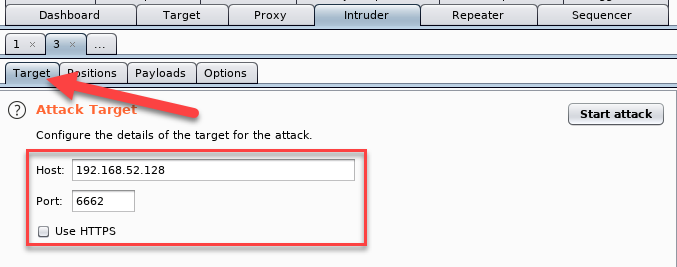 Dashboard Target Proxy Intruder Repeater Sequencer
1 × 3 × ...
Target Positions Payloads Options
? Attack Target
Start attack
Configure the details of the target for the attack.
Host: 192.168.52.128
Port: 6662
Use HTTPS